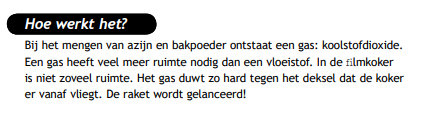 Hoe werkt het?
Bij het mengen van azijn en bakpoeder ontstaat een gas: koolstofdioxide.
Een gas heeft veel meer ruimte nodig dan een vloeistof. In de filmkoker
is niet zoveel ruimte. Het gas duwt zo hard tegen het deksel dat de koker
er vanaf vliegt. De raket wordt gelanceerd!